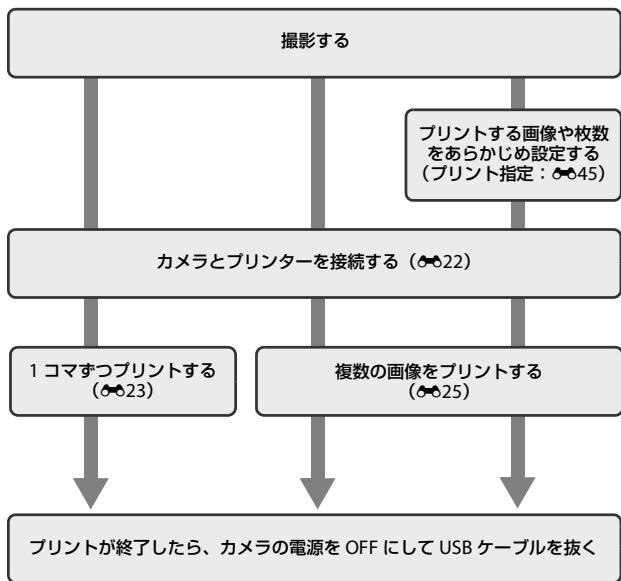 撮影する
プリントする画像や枚数
をあらかじめ設定する
（プリント指定：45）
カメラとプリンターを接続する（22）
1 コマずつプリントする
（23）
複数の画像をプリントする
（25）
プリントが終了したら、カメラの電源を OFF にして USB ケーブルを抜く